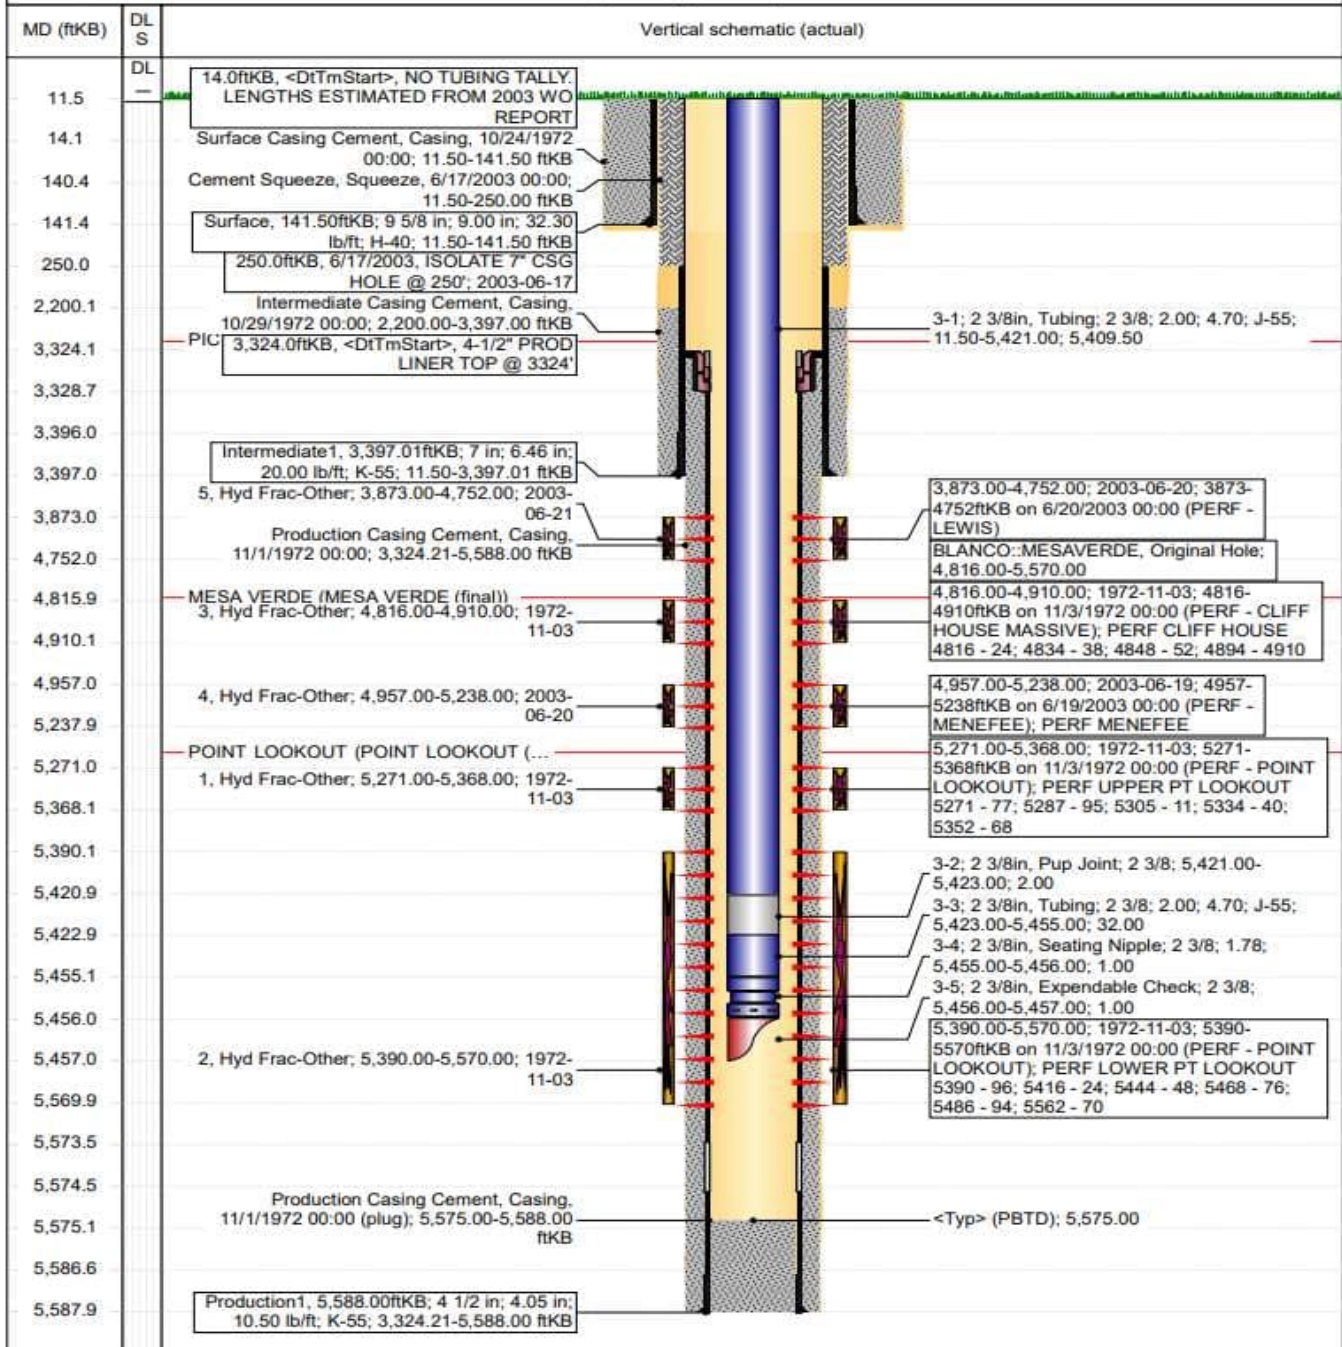 MD (ftKB)
DL
S
Vertical schematic (actual)
DL
—
11.5
14.1
140.4
141.4
250.0
2,200.1
3,324.1
3,328.7
3,396.0
3,397.0
3,873.0
4,752.0
4,815.9
4,910.1
4,957.0
5,237.9
5,271.0
5,368.1
5,390.1
5,420.9
5,422.9
5,455.1
5,456.0
5,457.0
5,569.9
5,573.5
5,574.5
5,575.1
5,586.6
5,587.9
14.0ftKB, <DtTmStart>, NO TUBING TALLY.
LENGTHS ESTIMATED FROM 2003 WO
REPORT
Surface Casing Cement, Casing, 10/24/1972
00:00; 11.50-141.50 ftKB
Cement Squeeze, Squeeze, 6/17/2003 00:00;
11.50-250.00 ftKB
Surface, 141.50ftKB; 9 5/8 in; 9.00 in; 32.30
lb/ft; H-40; 11.50-141.50 ftKB
250.0ftKB, 6/17/2003, ISOLATE 7" CSG
HOLE @ 250'; 2003-06-17
Intermediate Casing Cement, Casing,
10/29/1972 00:00; 2,200.00-3,397.00 ftKB
PIC
3,324.0ftKB, <DtTmStart>, 4-1/2" PROD
LINER TOP @ 3324'
Intermediate1, 3,397.01ftKB; 7 in; 6.46 in;
20.00 lb/ft; K-55; 11.50-3,397.01 ftKB
5, Hyd Frac-Other; 3,873.00-4,752.00; 2003-
06-21
Production Casing Cement, Casing,
11/1/1972 00:00; 3,324.21-5,588.00 ftKB
MESA VERDE (MESA VERDE (final))
3, Hyd Frac-Other; 4,816.00-4,910.00; 1972-
11-03
4, Hyd Frac-Other; 4,957.00-5,238.00; 2003-
06-20
POINT LOOKOUT (POINT LOOKOUT (...
1, Hyd Frac-Other; 5,271.00-5,368.00; 1972-
11-03
2, Hyd Frac-Other; 5,390.00-5,570.00; 1972-
11-03
Production Casing Cement, Casing,
11/1/1972 00:00 (plug); 5,575.00-5,588.00
ftKB
Production1, 5,588.00ftKB; 4 1/2 in; 4.05 in;
10.50 lb/ft; K-55; 3,324.21-5,588.00 ftKB
3-1; 2 3/8in, Tubing; 2 3/8; 2.00; 4.70; J-55;
11.50-5,421.00; 5,409.50
3,873.00-4,752.00; 2003-06-20; 3873-
4752ftKB on 6/20/2003 00:00 (PERF -
LEWIS)
BLANCO::MESAVERDE, Original Hole;
4,816.00-5,570.00
4,816.00-4,910.00; 1972-11-03; 4816-
4910ftKB on 11/3/1972 00:00 (PERF - CLIFF
HOUSE MASSIVE); PERF CLIFF HOUSE
4816 - 24; 4834 - 38; 4848 - 52; 4894 - 4910
4,957.00-5,238.00; 2003-06-19; 4957-
5238ftKB on 6/19/2003 00:00 (PERF -
MENEFEE); PERF MENEFEE
5,271.00-5,368.00; 1972-11-03; 5271-
5368ftKB on 11/3/1972 00:00 (PERF - POINT
LOOKOUT); PERF UPPER PT LOOKOUT
5271 - 77; 5287 - 95; 5305 - 11; 5334 - 40;
5352 - 68
3-2; 2 3/8in, Pup Joint; 2 3/8; 5,421.00-
5,423.00; 2.00
3-3; 2 3/8in, Tubing; 2 3/8; 2.00; 4.70; J-55;
5,423.00-5,455.00; 32.00
3-4; 2 3/8in, Seating Nipple; 2 3/8; 1.78;
5,455.00-5,456.00; 1.00
3-5; 2 3/8in, Expendable Check; 2 3/8;
5,456.00-5,457.00; 1.00
5,390.00-5,570.00; 1972-11-03; 5390-
5570ftKB on 11/3/1972 00:00 (PERF - POINT
LOOKOUT); PERF LOWER PT LOOKOUT
5390 - 96; 5416 - 24; 5444 - 48; 5468 - 76;
5486 - 94; 5562 - 70
<Typ> (PBTD); 5,575.00